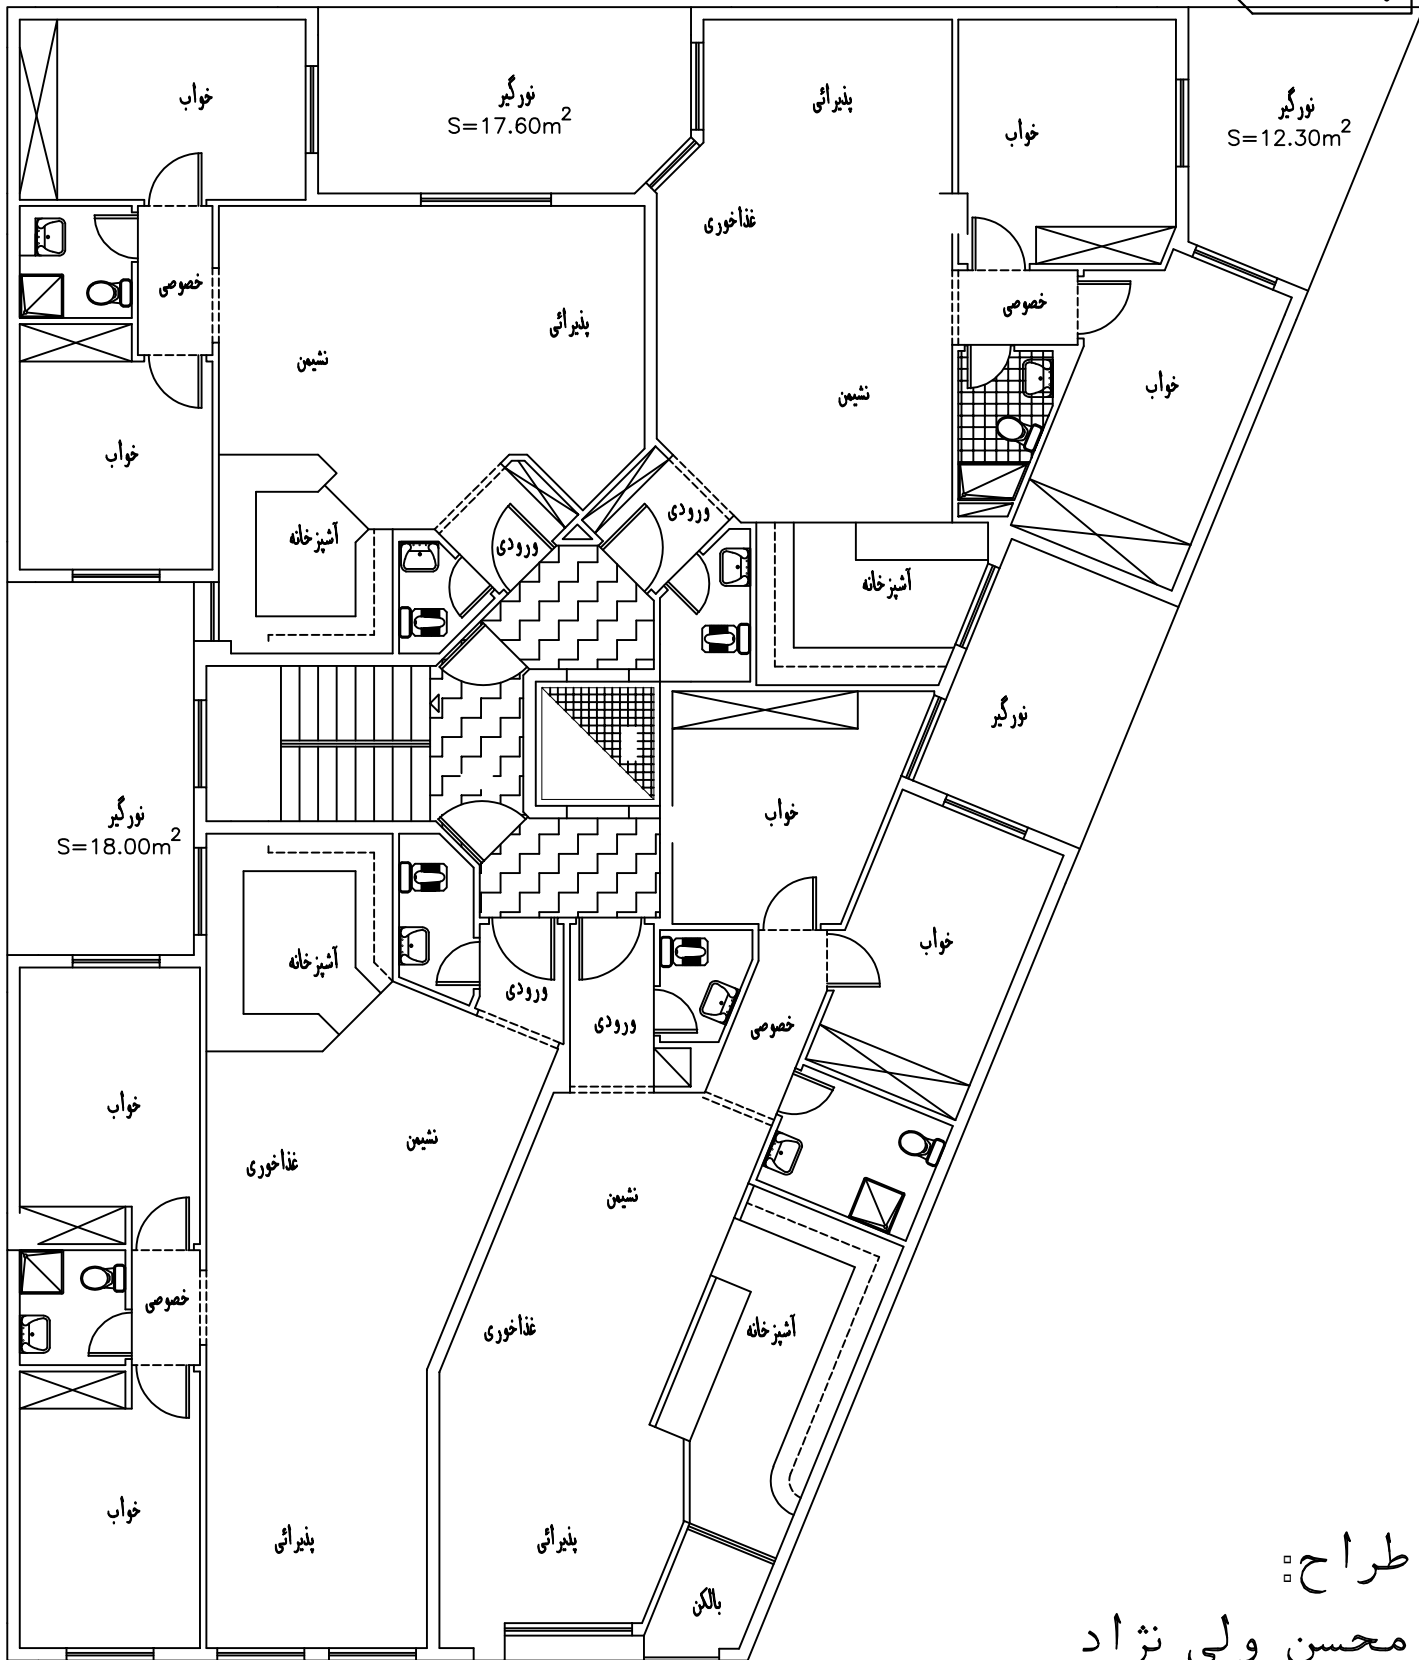 خواب
نورگیر
S=17.60m²
پذیرائی
خواب
نورگیر
S=12.30m²
غذاخوری
خصوصی
پذیرائی
خصوصی
نشیمن
نشیمن
خواب
خواب
ورودی
آشپزخانه
ورودی
آشپزخانه
نورگیر
نورگیر
S=18.00m²
خواب
خواب
آشپزخانه
ورودی
ورودی
خصوصی
خواب
نشیمن
غذاخوری
نشیمن
خصوصی
غذاخوری
آشپزخانه
خواب
پذیرائی
پذیرائی
بالکن
طراح:
محسن ولی نژاد